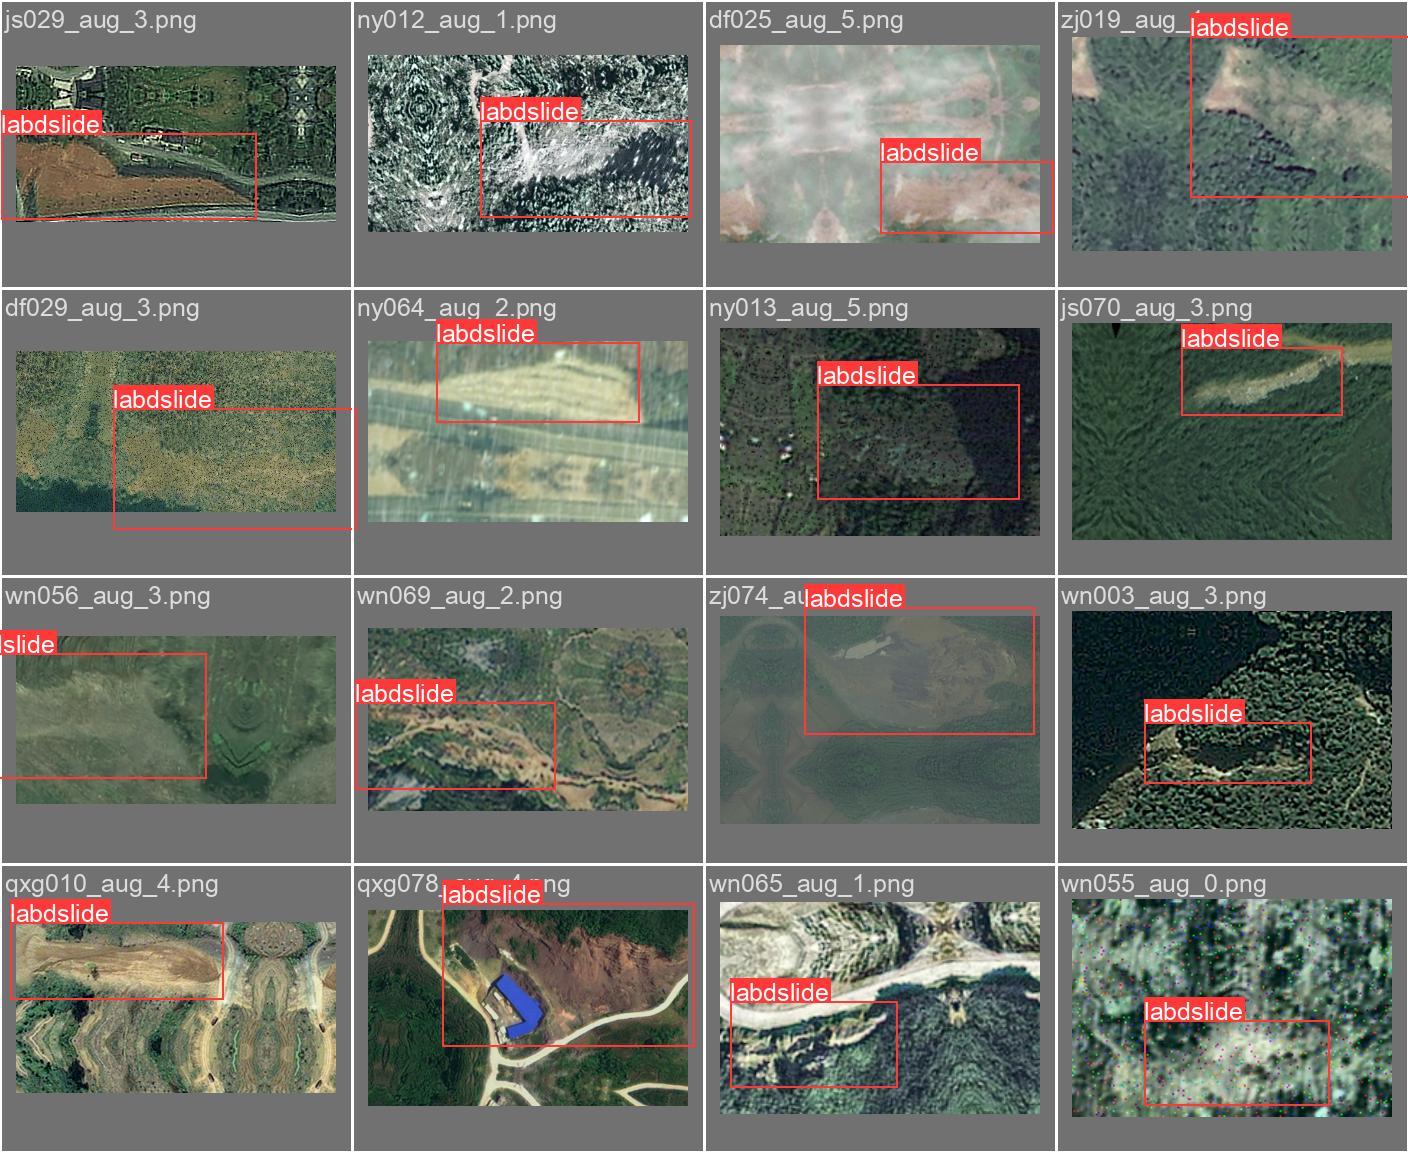 js029_aug_3.png
labdslide
ny012_aug_1.png
labdslide
df025_aug_5.png
labdslide
zj019_aug_
labdslide
df029_aug_3.png
labdslide
ny064_aug_2.png
labdslide
ny013_aug_5.png
labdslide
js070_aug_3.png
labdslide
wn056_aug_3.png
lslide
wn069_aug_2.png
labdslide
zj074_au
labdslide
wn003_aug_3.png
labdslide
qxg010_aug_4.png
labdslide
qxg078_aug_4.png
labdslide
wn065_aug_1.png
labdslide
wn055_aug_0.png
labdslide